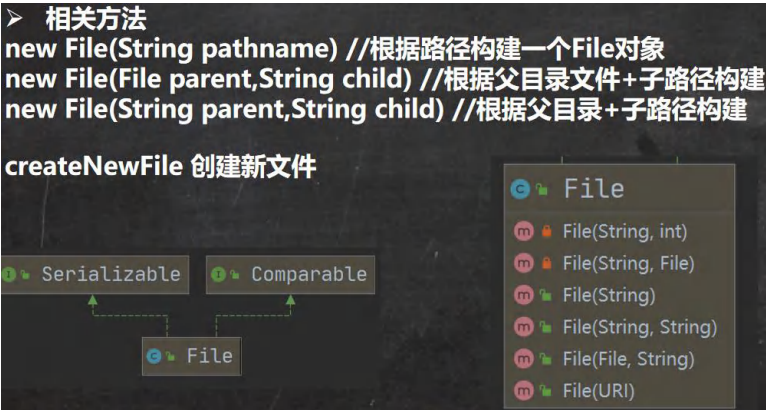 ➢ 相关方法
new File(String pathname) //根据路径构建一个File对象
new File(File parent,String child) //根据父目录文件+子路径构建
new File(String parent,String child) //根据父目录+子路径构建
createNewFile 创建新文件
I Serializable
I Comparable
C File
C File
m File(String, int)
m File(String, File)
m File(String)
m File(String, String)
m File(File, String)
m File(URI)